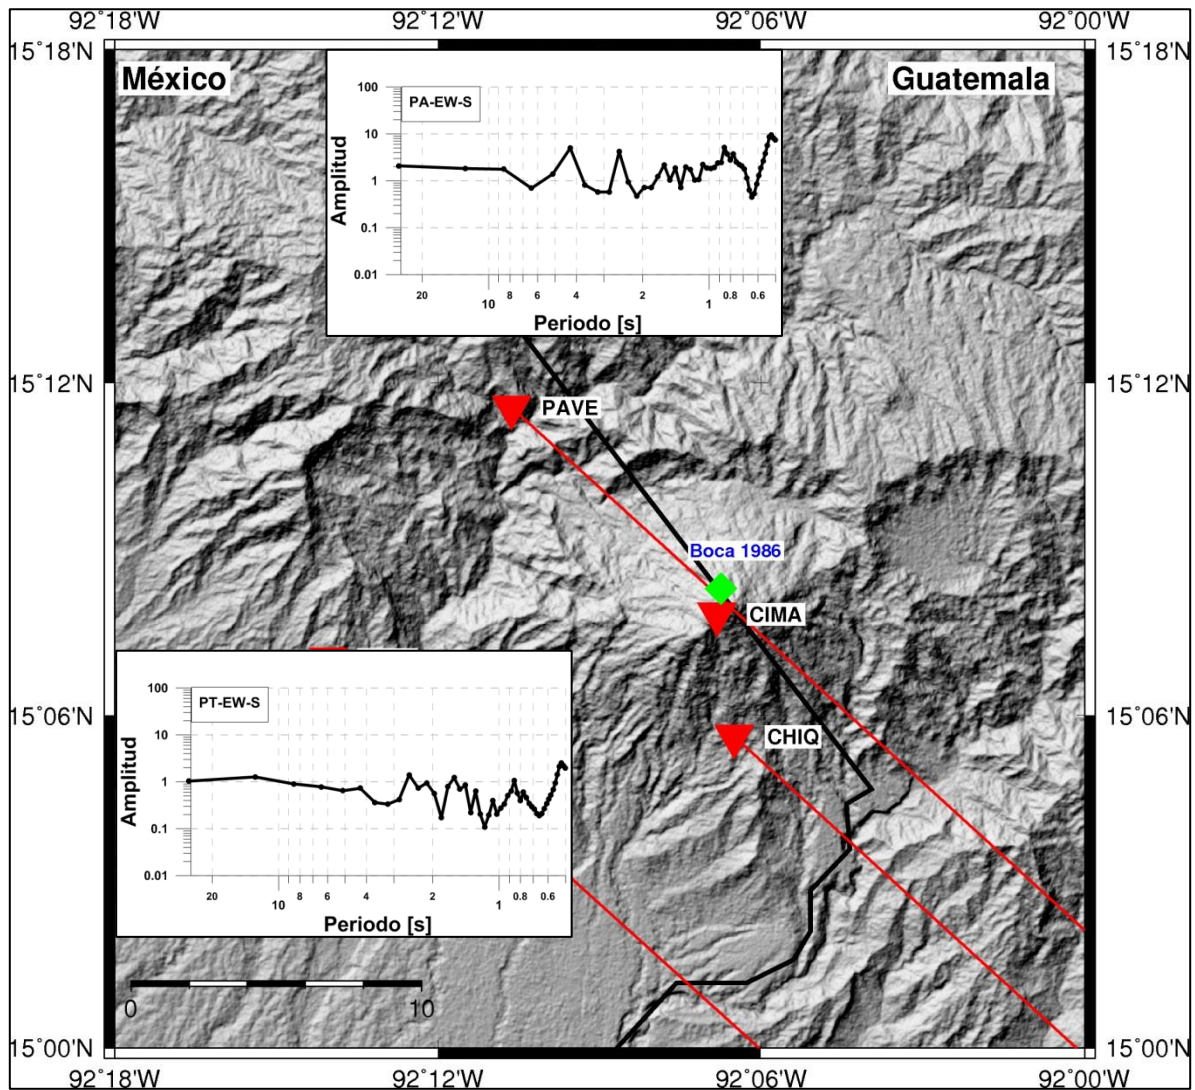 92˚18'W 92˚12'W 92˚06'W 92˚00'W
15˚18'N 15˚18'N
México Guatemala
100
PA-EW-S
10
1
0.1
0.01
Amplitud
20 10 8 6 4 2 1 0.8 0.6
Periodo [s]
15˚12'N 15˚12'N
PAVE
Boca 1986
CIMA
15˚06'N 15˚06'N
CHIQ
100
PT-EW-S
10
1
0.1
0.01
Amplitud
20 10 8 6 4 2 1 0.8 0.6
Periodo [s]
0 10
15˚00'N 15˚00'N
92˚18'W 92˚12'W 92˚06'W 92˚00'W